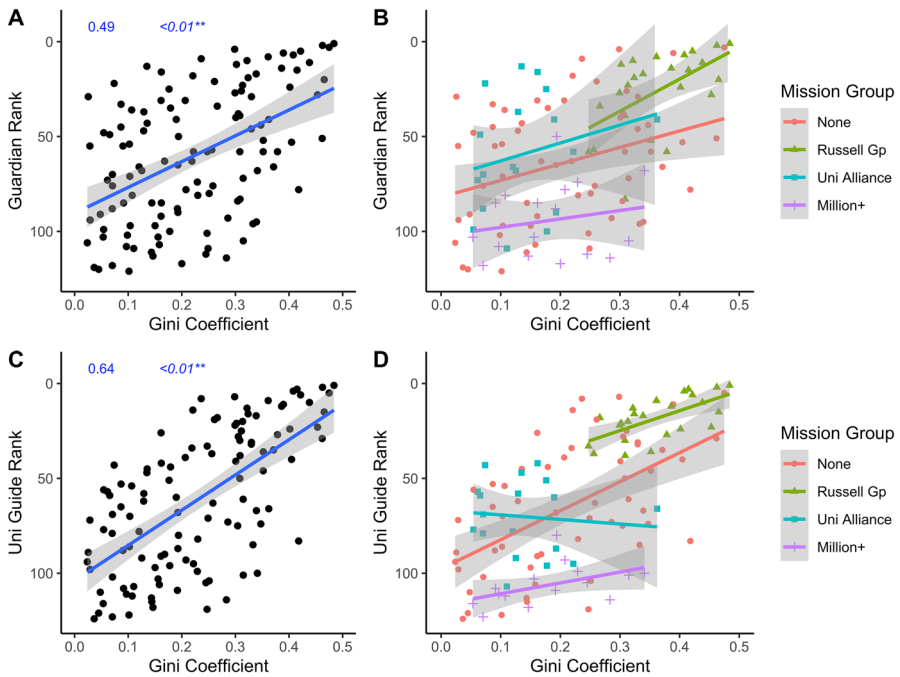 A
0.49 <0.01**
0
50
100
Guardian Rank
0.0 0.1 0.2 0.3 0.4 0.5
Gini Coefficient
B
0
50
100
Guardian Rank
0.0 0.1 0.2 0.3 0.4 0.5
Gini Coefficient
Mission Group
None
Russell Gp
Uni Alliance
Million+
C
0.64 <0.01**
0
50
100
Uni Guide Rank
0.0 0.1 0.2 0.3 0.4 0.5
Gini Coefficient
D
0
50
100
Uni Guide Rank
0.0 0.1 0.2 0.3 0.4 0.5
Gini Coefficient
Mission Group
None
Russell Gp
Uni Alliance
Million+